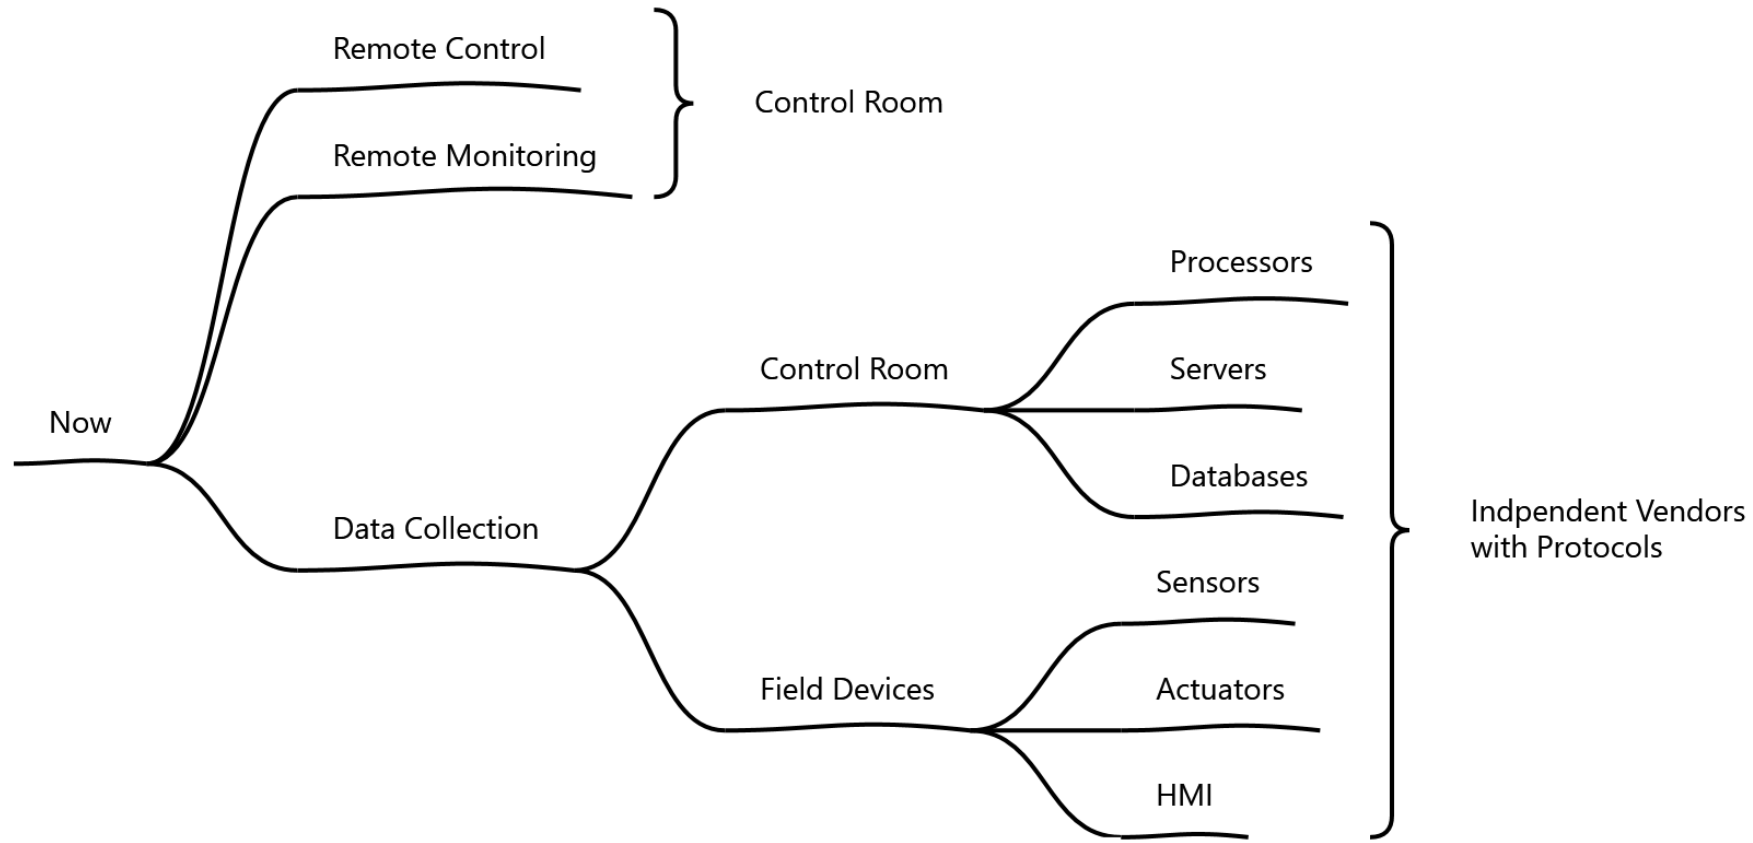 Remote Control
Control Room
Remote Monitoring
Processors
Control Room
Servers
Now
Databases
Data Collection
Indpendent Vendors
with Protocols
Sensors
Field Devices
Actuators
HMI